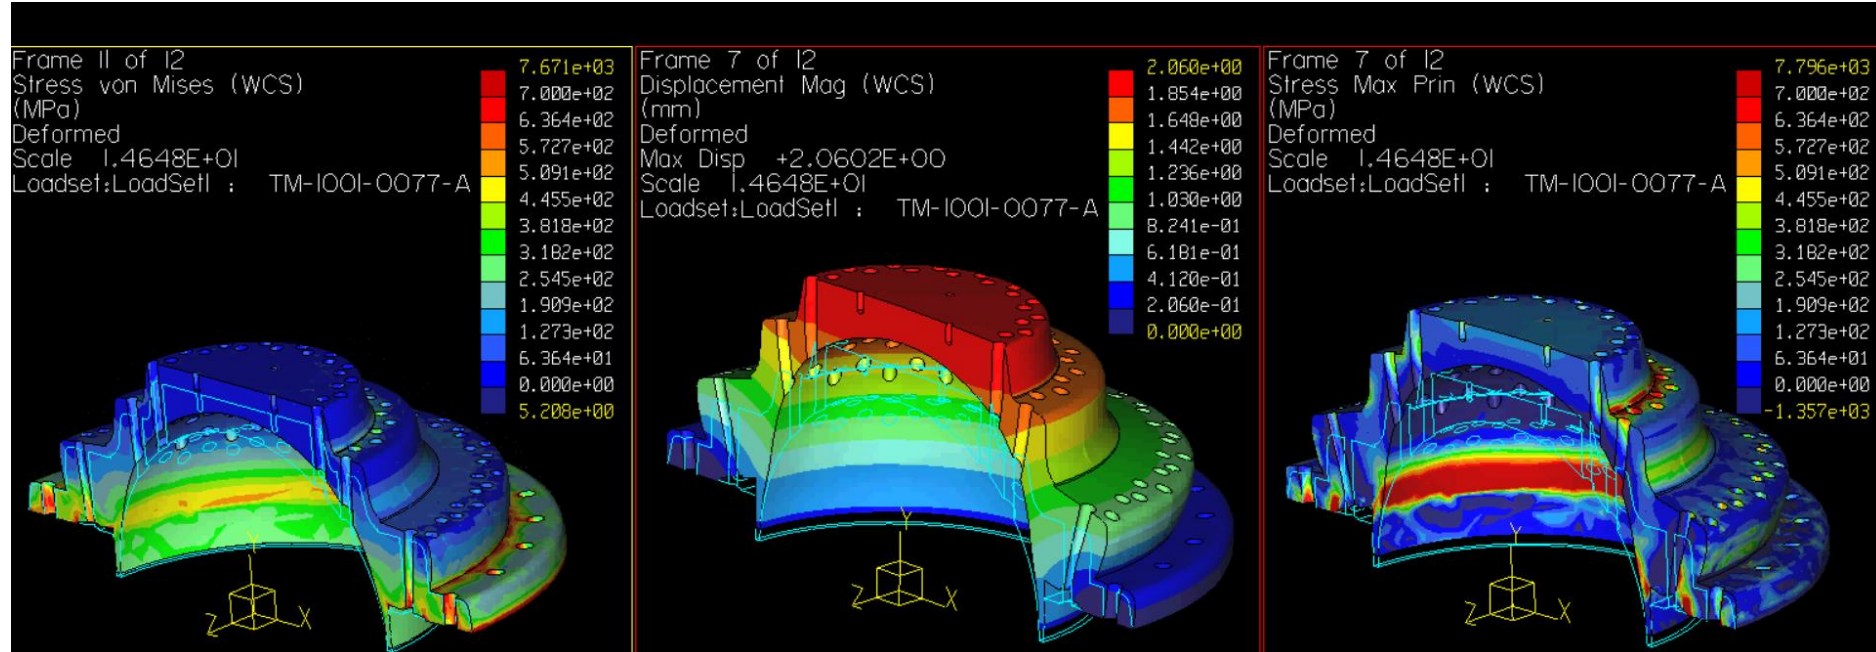 Frame 11 of 12
Stress von Mises (WCS)
(MPa)
Deformed
Scale 1.4648E+01
Loadset:LoadSet1 : TM-1001-0077-A
7.671e+03
7.000e+02
6.364e+02
5.727e+02
5.091e+02
4.455e+02
3.818e+02
3.182e+02
2.545e+02
1.909e+02
1.273e+02
6.364e+01
0.000e+00
5.208e+00
Y
Z
X
Frame 7 of 12
Displacement Mag (WCS)
(mm)
Deformed
Max Disp +2.0602E+00
Scale 1.4648E+01
Loadset:LoadSet1 : TM-1001-0077-A
2.060e+00
1.854e+00
1.648e+00
1.442e+00
1.236e+00
1.030e+00
8.241e-01
6.181e-01
4.120e-01
2.060e-01
0.000e+00
Y
Z
X
Frame 7 of 12
Stress Max Prin (WCS)
(MPa)
Deformed
Scale 1.4648E+01
Loadset:LoadSet1 : TM-1001-0077-A
7.796e+03
7.000e+02
6.364e+02
5.727e+02
5.091e+02
4.455e+02
3.818e+02
3.182e+02
2.545e+02
1.909e+02
1.273e+02
6.364e+01
0.000e+00
-1.357e+03
Y
Z
X